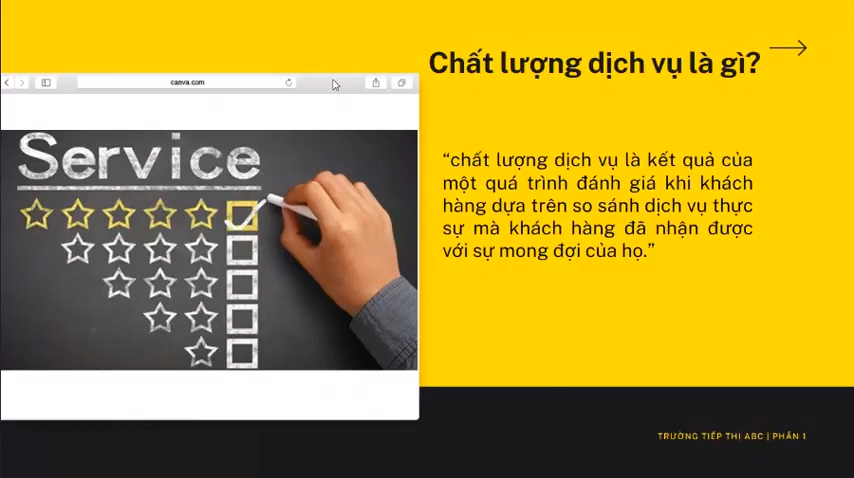 Chất lượng dịch vụ là gì?
canva.com
Service
“chất lượng dịch vụ là kết quả của
một quá trình đánh giá khi khách
hàng dựa trên so sánh dịch vụ thực
sự mà khách hàng đã nhận được
với sự mong đợi của họ.”
TRƯỜNG TIẾP THI ABC | PHẦN 1